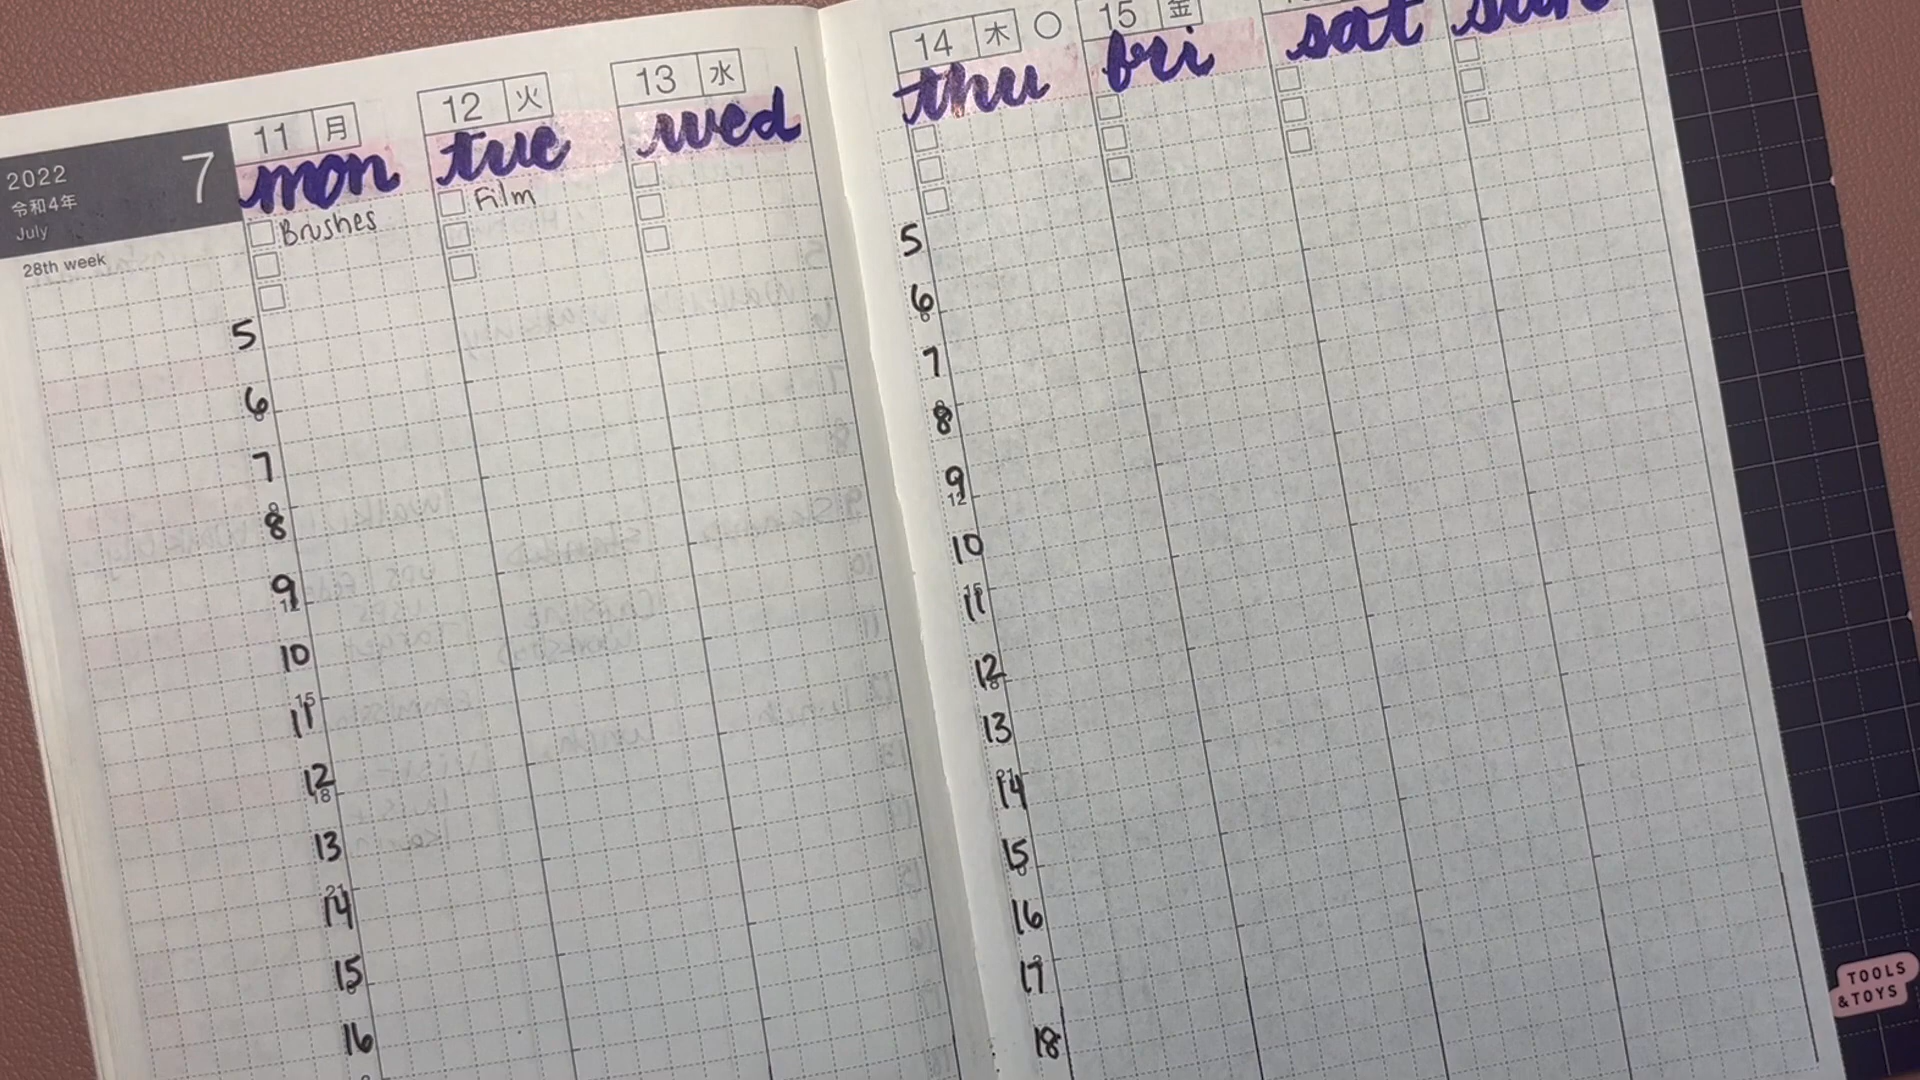 2022
令和4年
July
7
28th week
11 月
mon
Brushes
12 火
tue
Film
13 水
wed
5
6
7
8
9
10
11
12
13
14
15
16
14 木
thu
15 金
fri
sat
sun
5
6
7
8
9
10
11
12
13
14
15
16
17
18
TOOLS
&TOYS